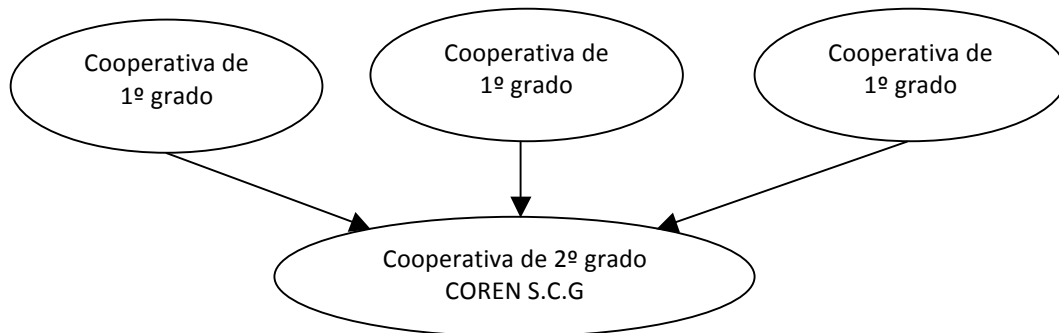 Cooperativa de
1º grado
Cooperativa de
1º grado
Cooperativa de
1º grado
Cooperativa de 2º grado
COREN S.C.G